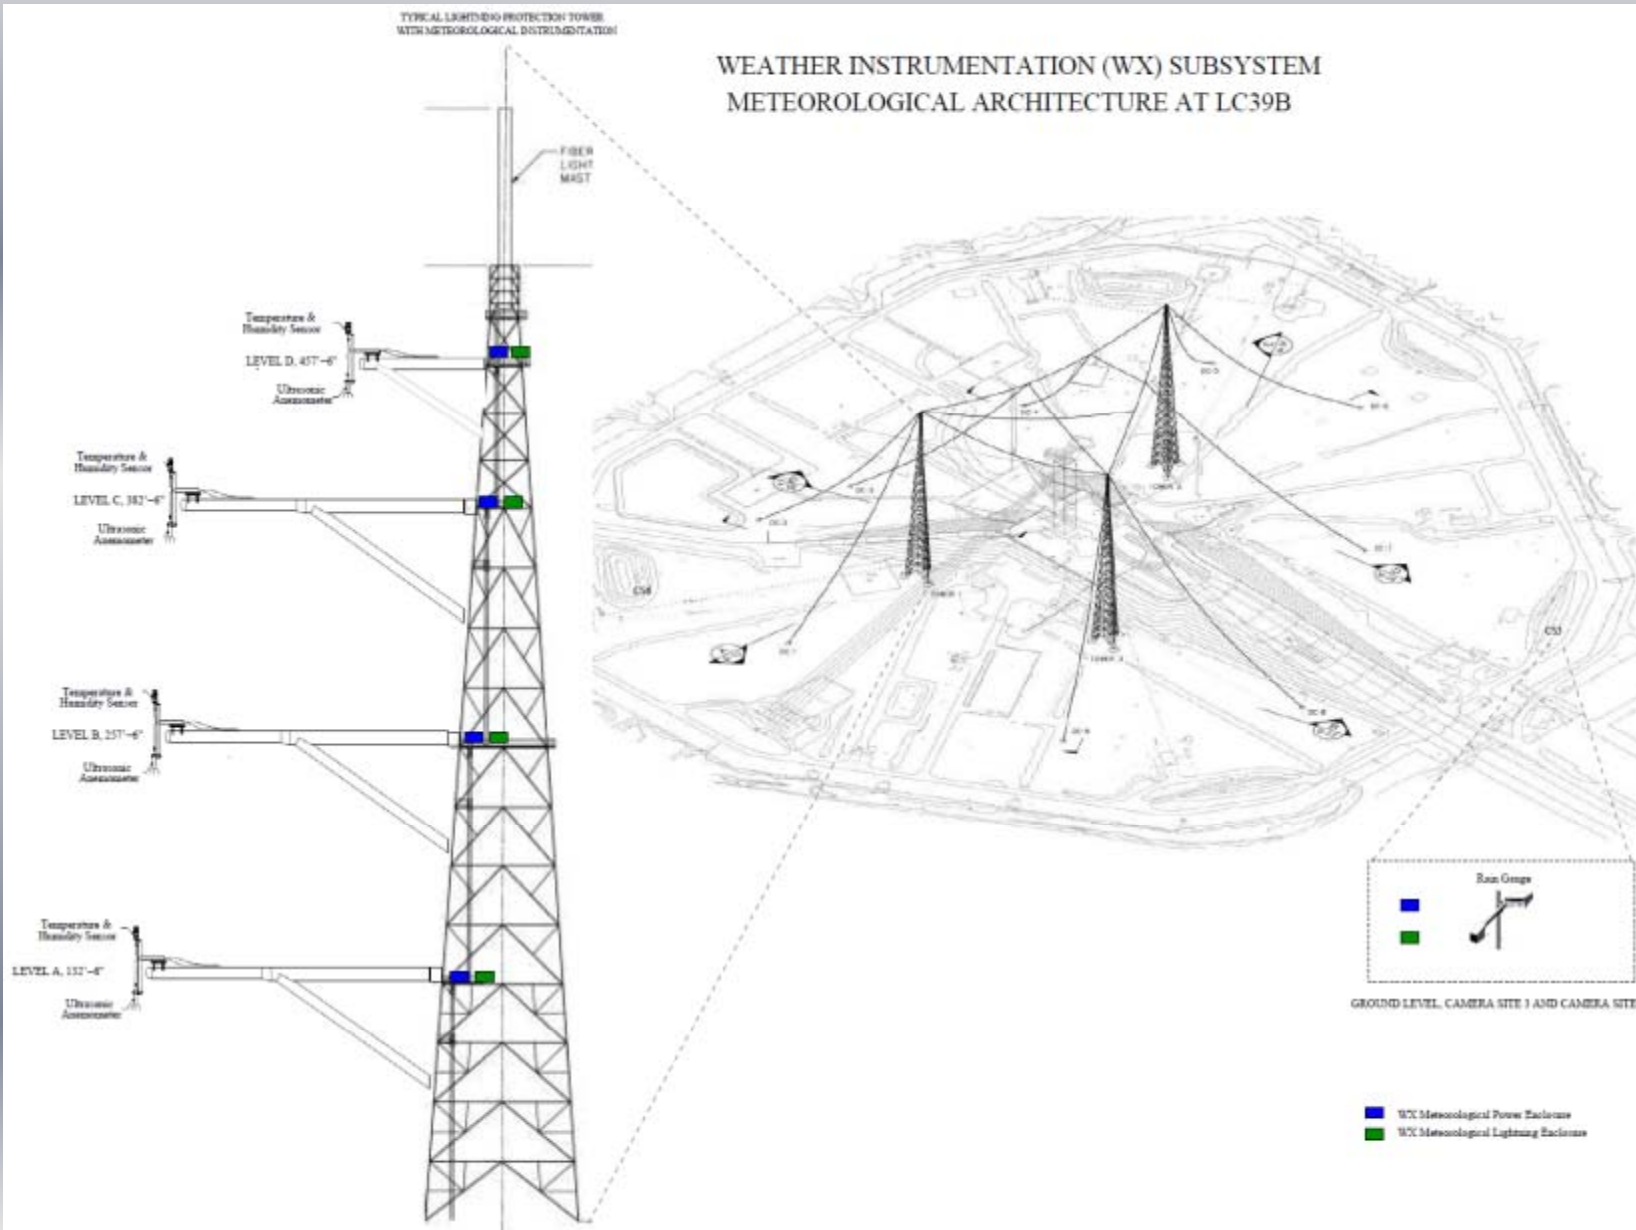 TYPICAL LIGHTNING PROTECTION TOWER
WITH METEOROLOGICAL INSTRUMENTATION
WEATHER INSTRUMENTATION (WX) SUBSYSTEM
METEOROLOGICAL ARCHITECTURE AT LC39B
FIBER
LIGHT
MAST
Temperature &
Humidity Sensor
LEVEL D, 457'-6"
Ultrasonic
Anemometer
Temperature &
Humidity Sensor
LEVEL C, 382'-6"
Ultrasonic
Anemometer
Temperature &
Humidity Sensor
LEVEL B, 257'-6"
Ultrasonic
Anemometer
Temperature &
Humidity Sensor
LEVEL A, 132'-6"
Ultrasonic
Anemometer
Rain Gauge
GROUND LEVEL, CAMERA SITE 3 AND CAMERA SITE
WX Meteorological Power Enclosure
WX Meteorological Lightning Enclosure